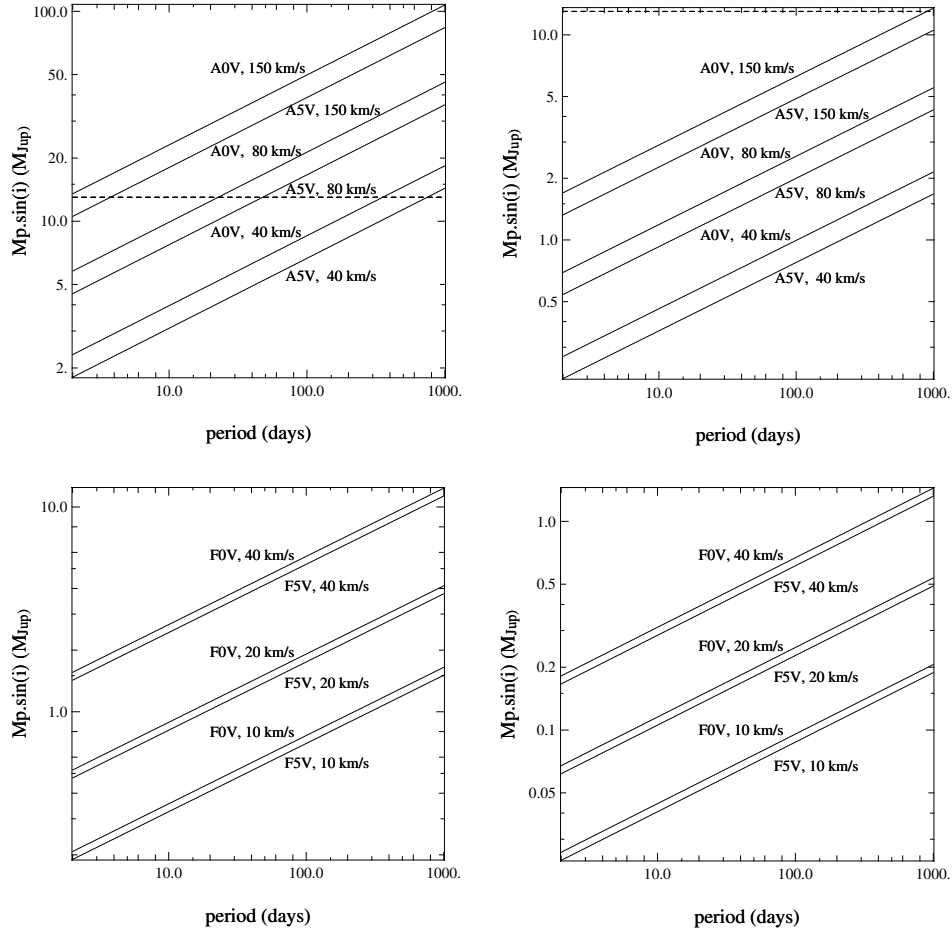 100.0
50.
20.
10.0
5.
2.
Mp.sin(i) (MJup)
A0V, 150 km/s
A5V, 150 km/s
A0V, 80 km/s
A5V, 80 km/s
A0V, 40 km/s
A5V, 40 km/s
10.0 100.0 1000.
period (days)
10.0
5.
2.
1.0
0.5
Mp.sin(i) (MJup)
A0V, 150 km/s
A5V, 150 km/s
A0V, 80 km/s
A5V, 80 km/s
A0V, 40 km/s
A5V, 40 km/s
10.0 100.0 1000.
period (days)
10.0
1.0
Mp.sin(i) (MJup)
F0V, 40 km/s
F5V, 40 km/s
F0V, 20 km/s
F5V, 20 km/s
F0V, 10 km/s
F5V, 10 km/s
10.0 100.0 1000.
period (days)
1.0
0.5
0.2
0.1
0.05
Mp.sin(i) (MJup)
F0V, 40 km/s
F5V, 40 km/s
F0V, 20 km/s
F5V, 20 km/s
F0V, 10 km/s
F5V, 10 km/s
10.0 100.0 1000.
period (days)